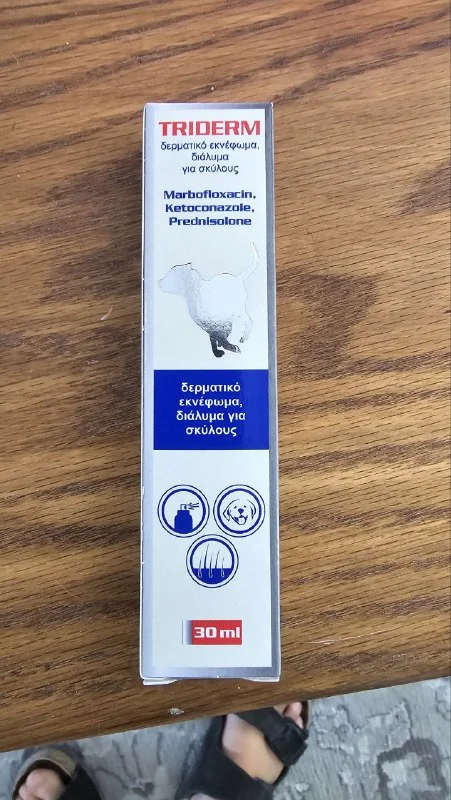 TRIDERM
δερματικό εκνέφωμα,
διάλυμα
για σκύλους
Marbofloxacin,
Ketoconazole,
Prednisolone
δερματικό
εκνέφωμα,
διάλυμα για
σκύλους
30 ml